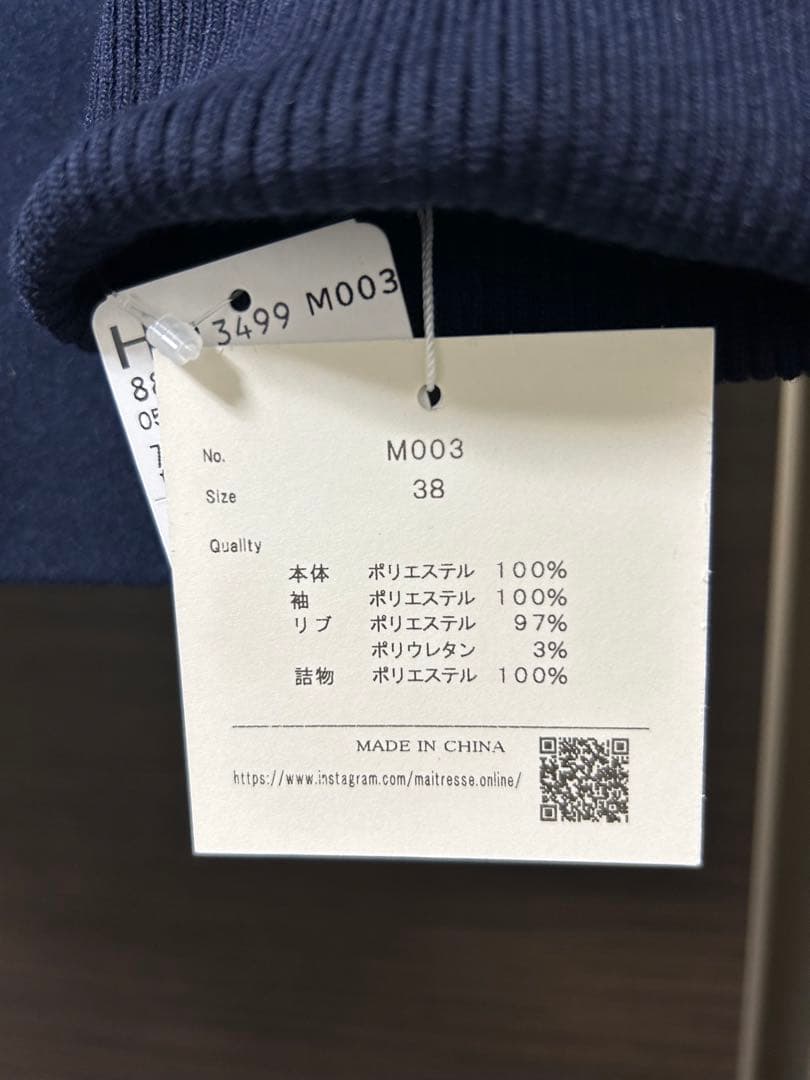 3499 M003
H
88
05
7
No. M003
Size 38
Quality
本体 ポリエステル 100%
袖 ポリエステル 100%
リブ ポリエステル 97%
ポリウレタン 3%
詰物 ポリエステル 100%
MADE IN CHINA
https://www.instagram.com/maitresse.online/